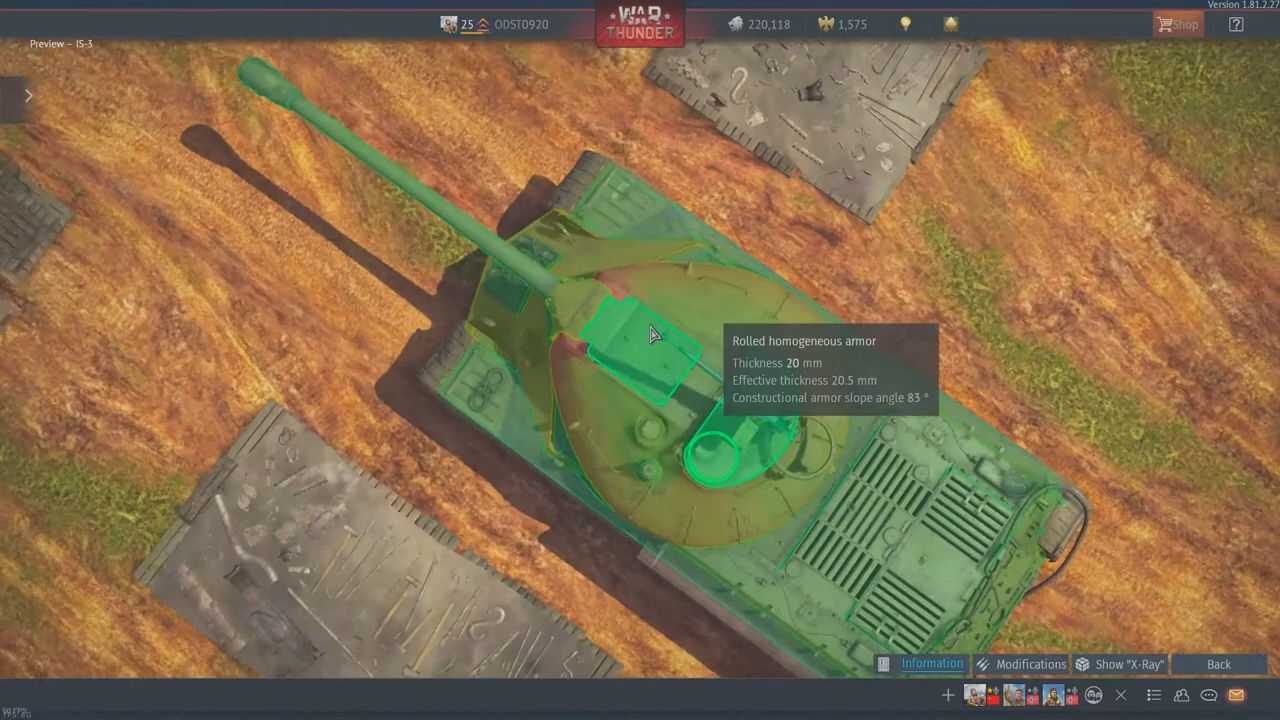 Version 1.81.2.27
25 ODST0920
WAR THUNDER
220,118
1,575
Shop
Preview – IS-3
Rolled homogeneous armor
Thickness 20 mm
Effective thickness 20.5 mm
Constructional armor slope angle 83 °
Information
Modifications
Show "X-Ray"
Back